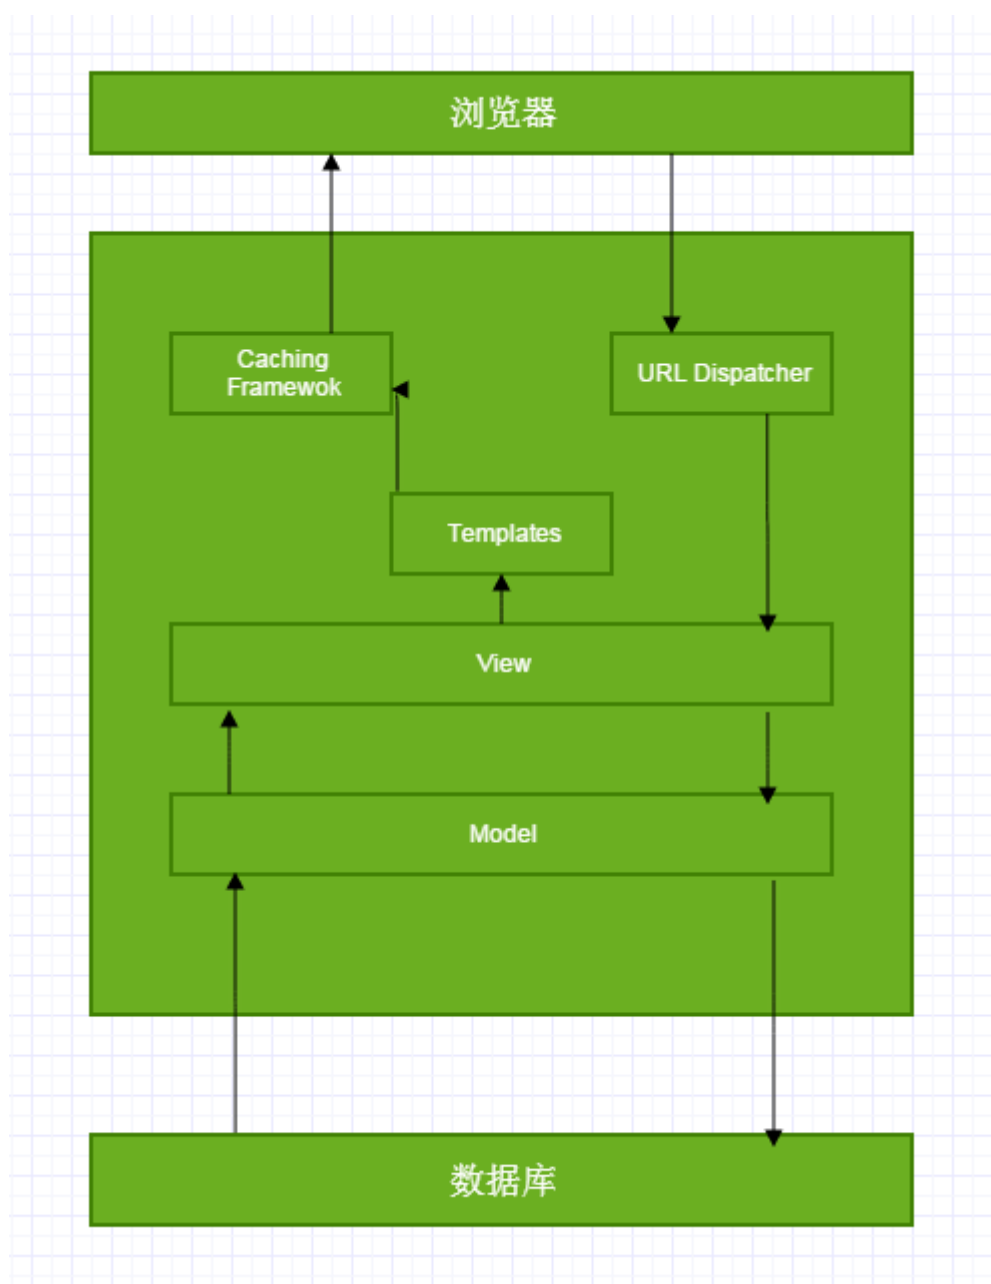 浏览器
Caching
Framewok
URL Dispatcher
Templates
View
Model
数据库